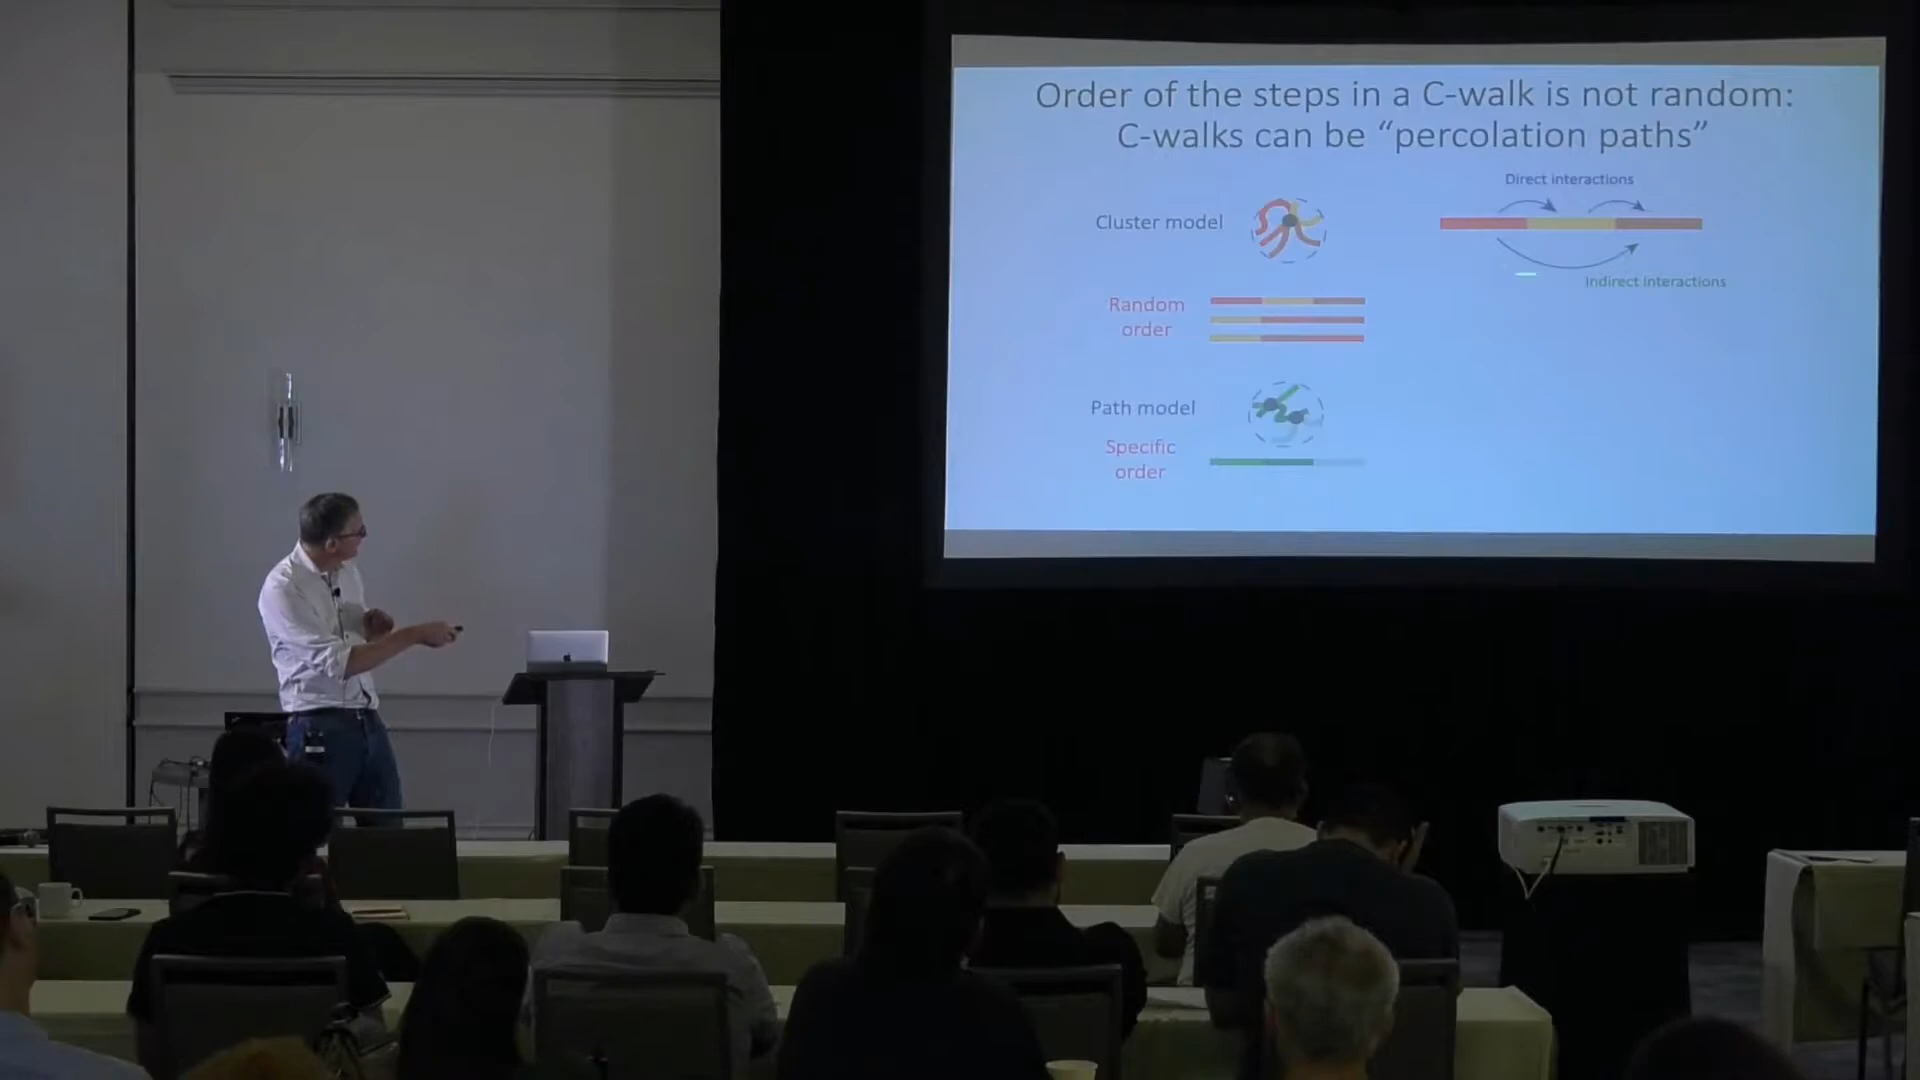 Order of the steps in a C-walk is not random:
C-walks can be “percolation paths”
Direct interactions
Cluster model
Indirect interactions
Random
order
Path model
Specific
order